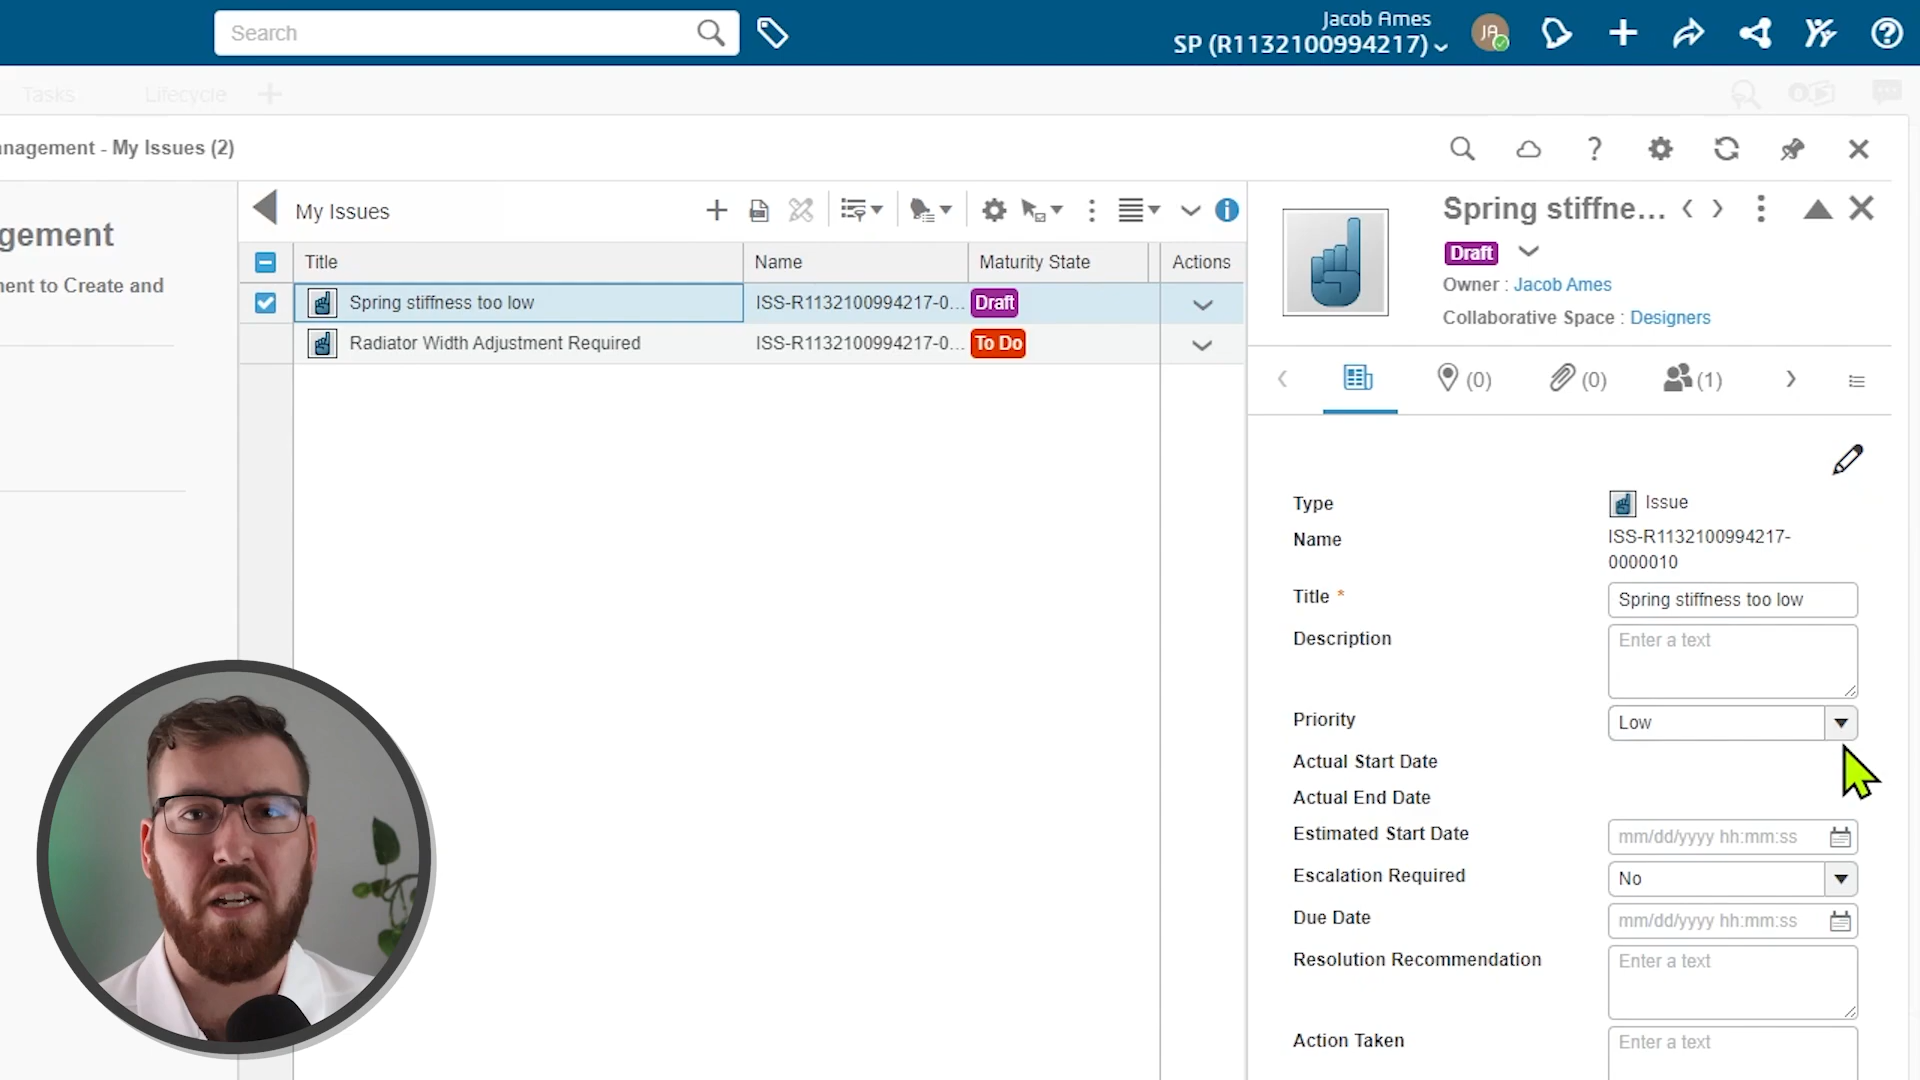 Search
Jacob Ames
SP (R1132100994217)
JA
Tasks
Lifecycle
nagement - My Issues (2)
gement
nent to Create and
My Issues
Title
Name
Maturity State
Actions
Spring stiffness too low
ISS-R1132100994217-0...
Draft
Radiator Width Adjustment Required
ISS-R1132100994217-0...
To Do
Spring stiffne...
Draft
Owner : Jacob Ames
Collaborative Space : Designers
(0)
(0)
(1)
Type
Issue
Name
ISS-R1132100994217-
0000010
Title *
Spring stiffness too low
Description
Enter a text
Priority
Low
Actual Start Date
Actual End Date
Estimated Start Date
mm/dd/yyyy hh:mm:ss
Escalation Required
No
Due Date
mm/dd/yyyy hh:mm:ss
Resolution Recommendation
Enter a text
Action Taken
Enter a text